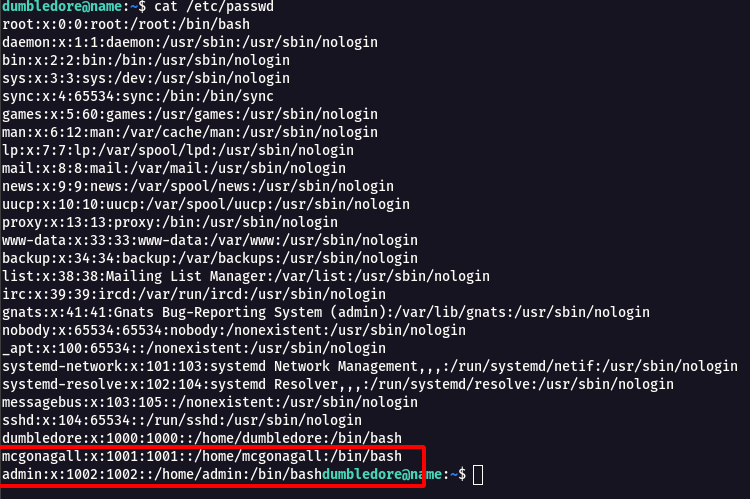 dumbledore@name:~$ cat /etc/passwd
root:x:0:0:root:/root:/bin/bash
daemon:x:1:1:daemon:/usr/sbin:/usr/sbin/nologin
bin:x:2:2:bin:/bin:/usr/sbin/nologin
sys:x:3:3:sys:/dev:/usr/sbin/nologin
sync:x:4:65534:sync:/bin:/bin/sync
games:x:5:60:games:/usr/games:/usr/sbin/nologin
man:x:6:12:man:/var/cache/man:/usr/sbin/nologin
lp:x:7:7:lp:/var/spool/lpd:/usr/sbin/nologin
mail:x:8:8:mail:/var/mail:/usr/sbin/nologin
news:x:9:9:news:/var/spool/news:/usr/sbin/nologin
uucp:x:10:10:uucp:/var/spool/uucp:/usr/sbin/nologin
proxy:x:13:13:proxy:/bin:/usr/sbin/nologin
www-data:x:33:33:www-data:/var/www:/usr/sbin/nologin
backup:x:34:34:backup:/var/backups:/usr/sbin/nologin
list:x:38:38:Mailing List Manager:/var/list:/usr/sbin/nologin
irc:x:39:39:ircd:/var/run/ircd:/usr/sbin/nologin
gnats:x:41:41:Gnats Bug-Reporting System (admin):/var/lib/gnats:/usr/sbin/nologin
nobody:x:65534:65534:nobody:/nonexistent:/usr/sbin/nologin
_apt:x:100:65534::/nonexistent:/usr/sbin/nologin
systemd-network:x:101:103:systemd Network Management,,,:/run/systemd/netif:/usr/sbin/nologin
systemd-resolve:x:102:104:systemd Resolver,,,:/run/systemd/resolve:/usr/sbin/nologin
messagebus:x:103:105::/nonexistent:/usr/sbin/nologin
sshd:x:104:65534::/run/sshd:/usr/sbin/nologin
dumbledore:x:1000:1000::/home/dumbledore:/bin/bash
mcgonagall:x:1001:1001::/home/mcgonagall:/bin/bash
admin:x:1002:1002::/home/admin:/bin/bashdumbledore@name:~$